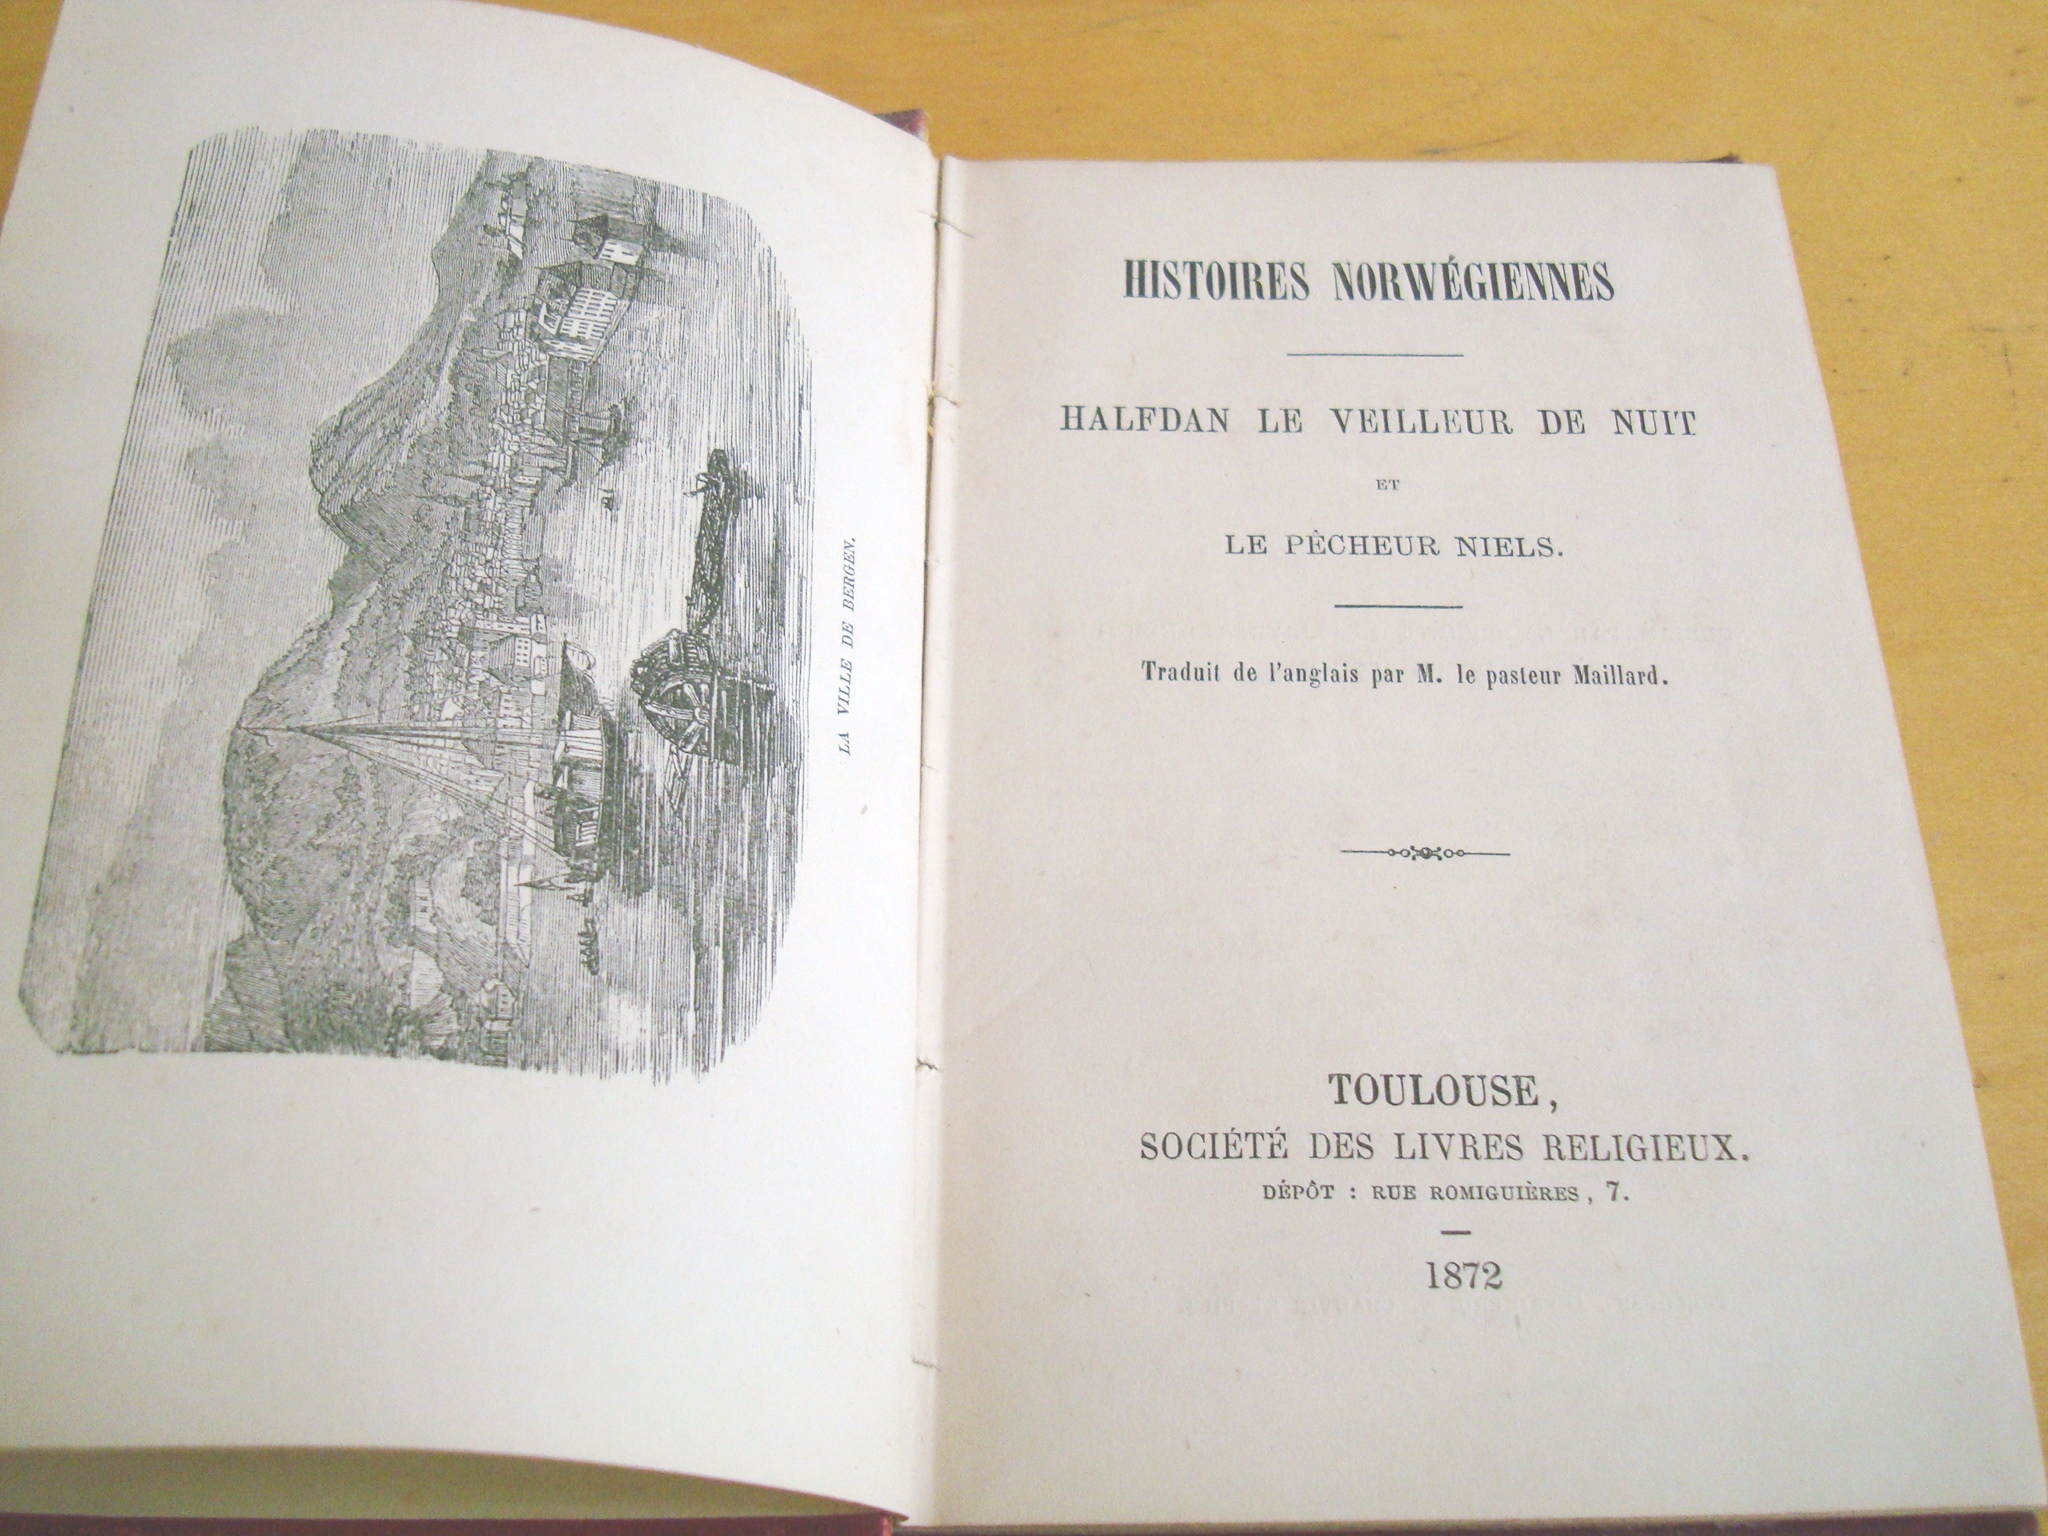 LA VILLE DE BERGEN.
HISTOIRES NORWÉGIENNES
HALFDAN LE VEILLEUR DE NUIT
ET
LE PÊCHEUR NIELS.
Traduit de l'anglais par M. le pasteur Maillard.
TOULOUSE,
SOCIÉTÉ DES LIVRES RELIGIEUX.
DÉPÔT : RUE ROMIGUIÈRES, 7.
1872